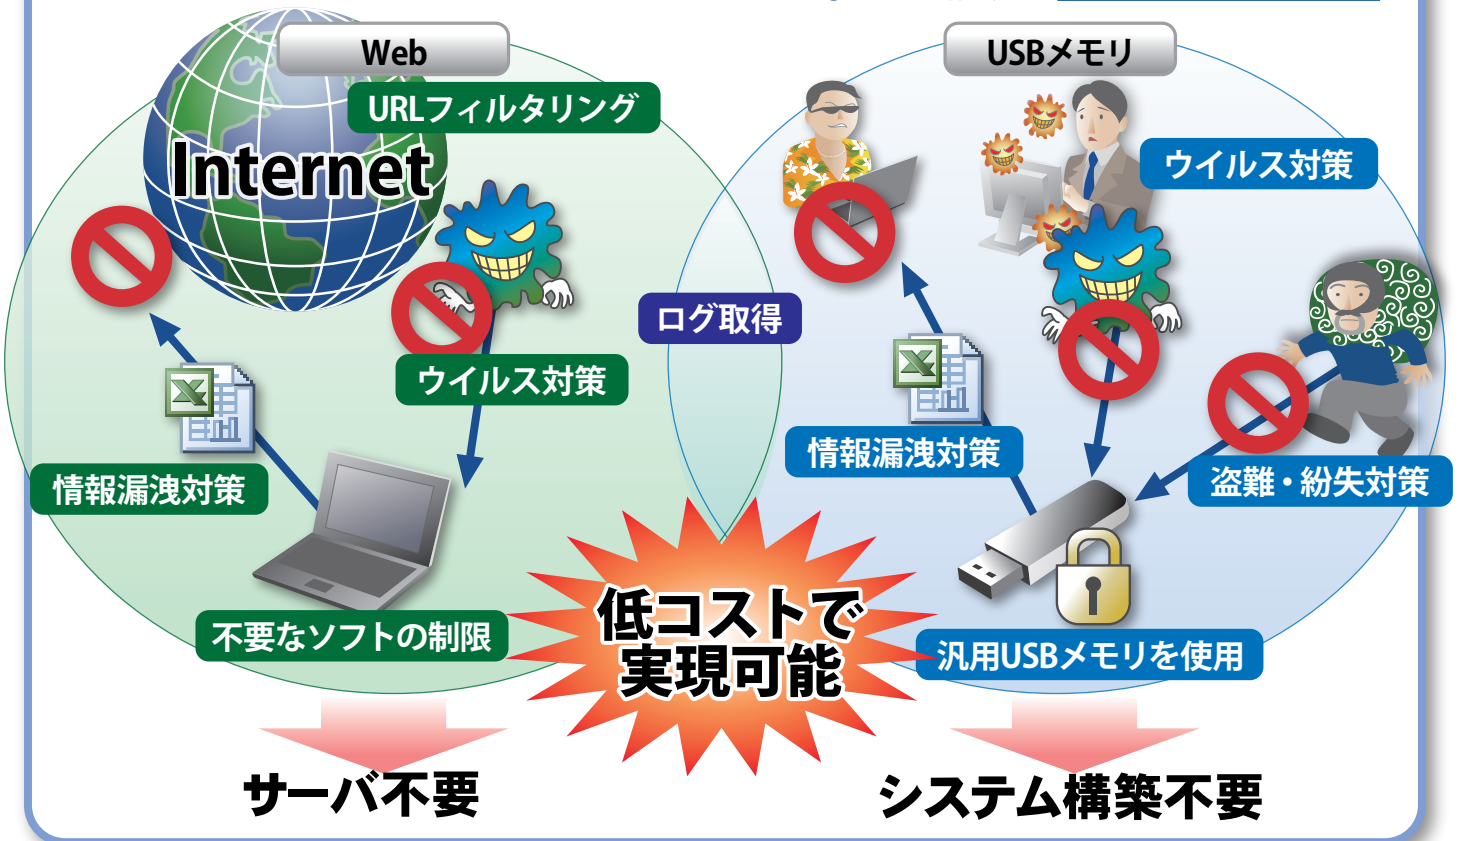 Web
URLフィルタリング
Internet
ウイルス対策
情報漏洩対策
不要なソフトの制限
サーバ不要
ログ取得
低コストで
実現可能
USBメモリ
ウイルス対策
情報漏洩対策
盗難・紛失対策
汎用USBメモリを使用
システム構築不要